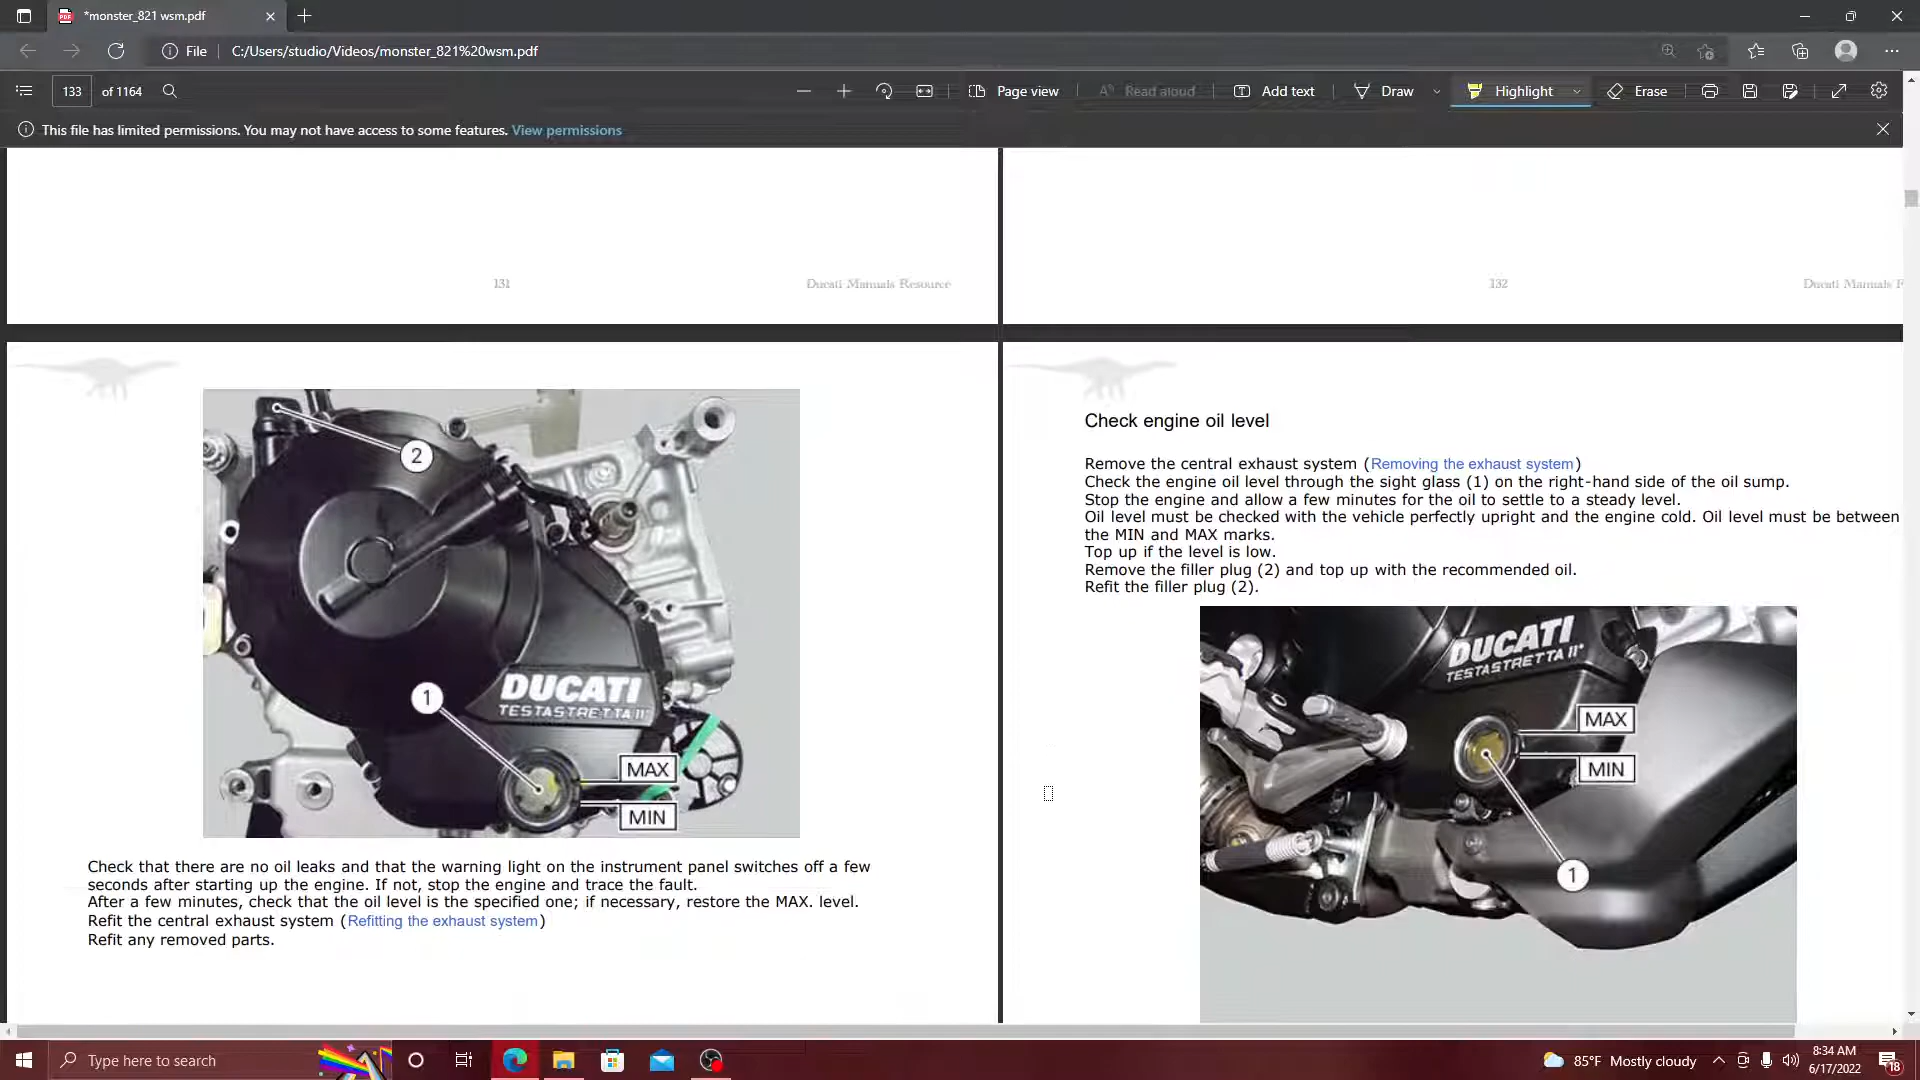 *monster_821 wsm.pdf
File
C:/Users/studio/Videos/monster_821%20wsm.pdf
133 of 1164
Page view
Read aloud
Add text
Draw
Highlight
Erase
This file has limited permissions. You may not have access to some features. View permissions
131
Ducati Manuals Resource
132
Ducati Manuals R
2
1
DUCATI
TESTASTRETTA 11°
MAX
MIN
Check that there are no oil leaks and that the warning light on the instrument panel switches off a few
seconds after starting up the engine. If not, stop the engine and trace the fault.
After a few minutes, check that the oil level is the specified one; if necessary, restore the MAX. level.
Refit the central exhaust system (Refitting the exhaust system)
Refit any removed parts.
Check engine oil level
Remove the central exhaust system (Removing the exhaust system)
Check the engine oil level through the sight glass (1) on the right-hand side of the oil sump.
Stop the engine and allow a few minutes for the oil to settle to a steady level.
Oil level must be checked with the vehicle perfectly upright and the engine cold. Oil level must be between
the MIN and MAX marks.
Top up if the level is low.
Remove the filler plug (2) and top up with the recommended oil.
Refit the filler plug (2).
DUCATI
TESTASTRETTA 11°
MAX
MIN
1
Type here to search
85°F Mostly cloudy
8:34 AM
6/17/2022
18